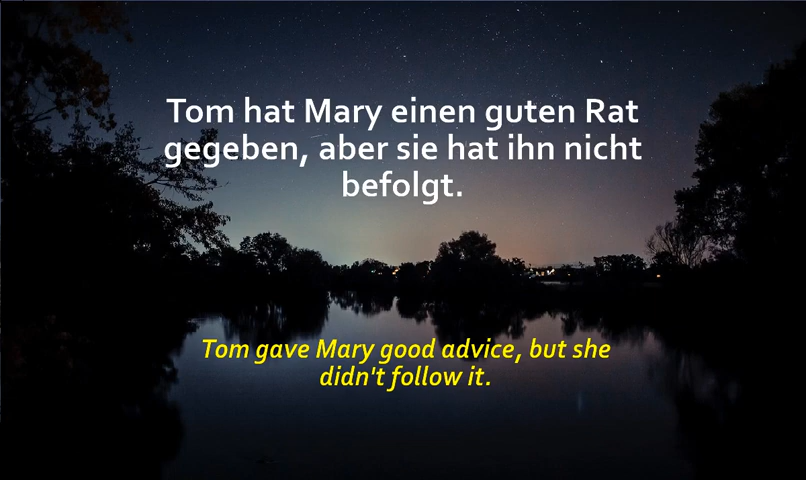 Tom hat Mary einen guten Rat
gegeben, aber sie hat ihn nicht
befolgt.
Tom gave Mary good advice, but she
didn't follow it.